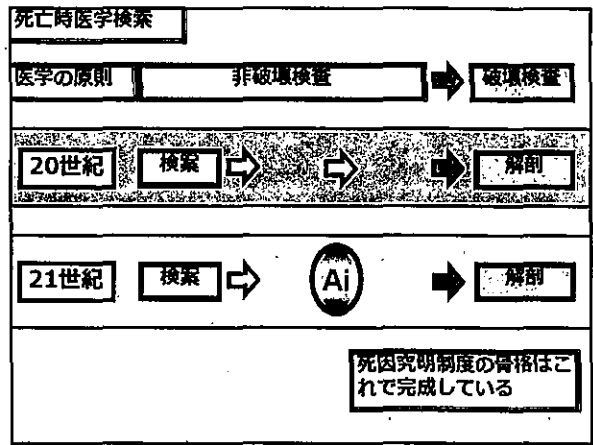 死亡時医学検索
医学の原則 非破壊検査 破壊検査
20世紀 検案 解剖
21世紀 検案 Ai 解剖
死因究明制度の骨格はこ
れで完成している